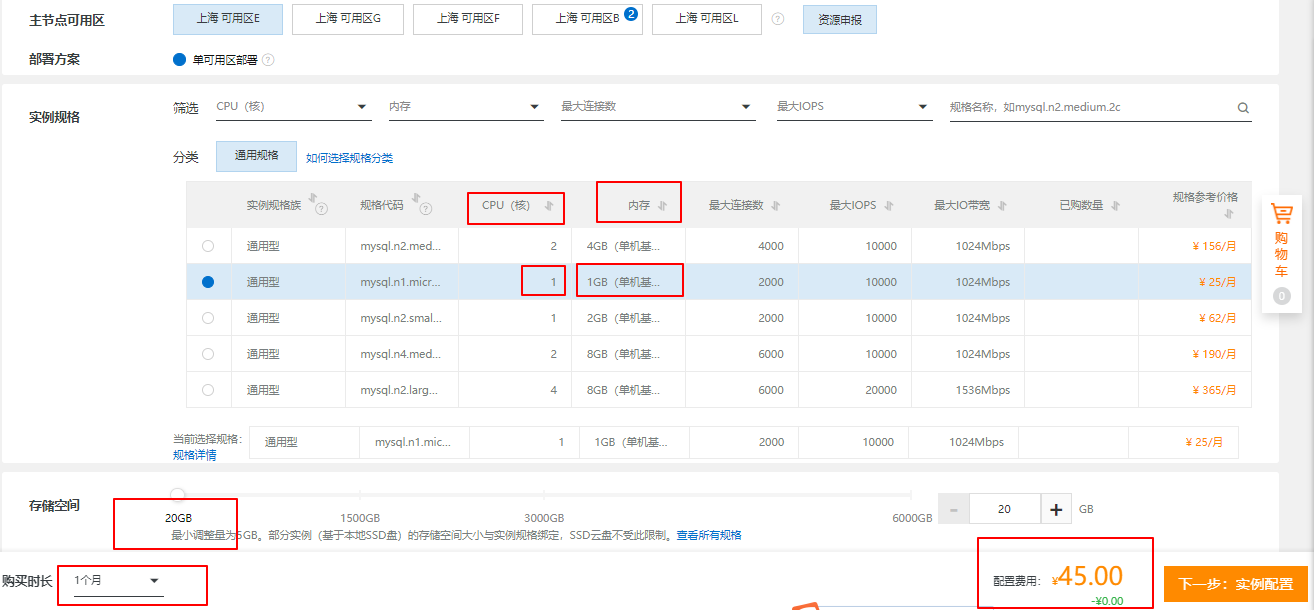 主节点可用区 上海 可用区E 上海 可用区G 上海 可用区F 上海 可用区B 2 上海 可用区L ? 资源申报
部署方案 单可用区部署 ?
实例规格 筛选 CPU（核） 内存 最大连接数 最大IOPS 规格名称，如mysql.n2.medium.2c
分类 通用规格 如何选择规格分类
实例规格族 ? 规格代码 ? CPU（核） 内存 最大连接数 最大IOPS 最大IO带宽 已购数量 规格参考价格
通用型 mysql.n2.med... 2 4GB（单机基... 4000 10000 1024Mbps ¥ 156/月
通用型 mysql.n1.micr... 1 1GB（单机基... 2000 10000 1024Mbps ¥ 25/月
通用型 mysql.n2.smal... 1 2GB（单机基... 2000 10000 1024Mbps ¥ 62/月
通用型 mysql.n4.med... 2 8GB（单机基... 6000 10000 1024Mbps ¥ 190/月
通用型 mysql.n2.larg... 4 8GB（单机基... 6000 20000 1536Mbps ¥ 365/月
当前选择规格： 通用型 mysql.n1.mic... 1 1GB（单机基... 2000 10000 1024Mbps ¥ 25/月
规格详情
购物车
0
存储空间 20GB 1500GB 3000GB 6000GB - 20 + GB
最小调整量为5GB。部分实例（基于本地SSD盘）的存储空间大小与实例规格绑定，SSD云盘不受此限制。查看所有规格
购买时长 1个月 配置费用： ¥45.00 下一步：实例配置
-¥0.00